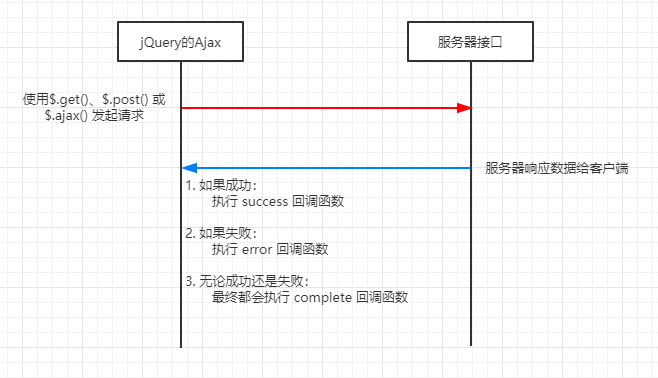 jQuery的Ajax
服务器接口
使用$.get()、$.post() 或
$.ajax() 发起请求
服务器响应数据给客户端
1. 如果成功：
执行 success 回调函数
2. 如果失败：
执行 error 回调函数
3. 无论成功还是失败：
最终都会执行 complete 回调函数